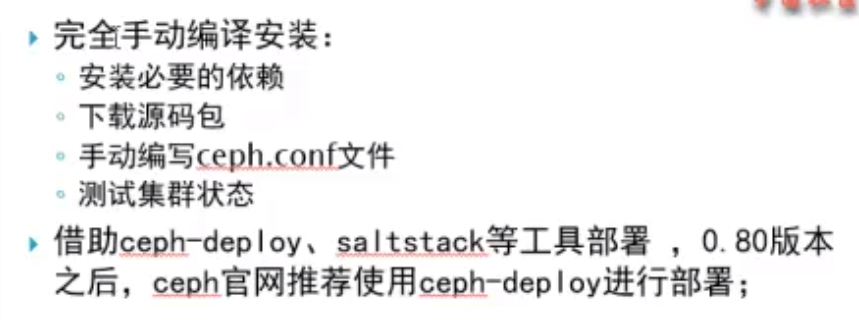 完全手动编译安装：
安装必要的依赖
下载源码包
手动编写ceph.conf文件
测试集群状态
借助ceph-deploy、saltstack等工具部署 ，0.80版本
之后，ceph官网推荐使用ceph-deploy进行部署；